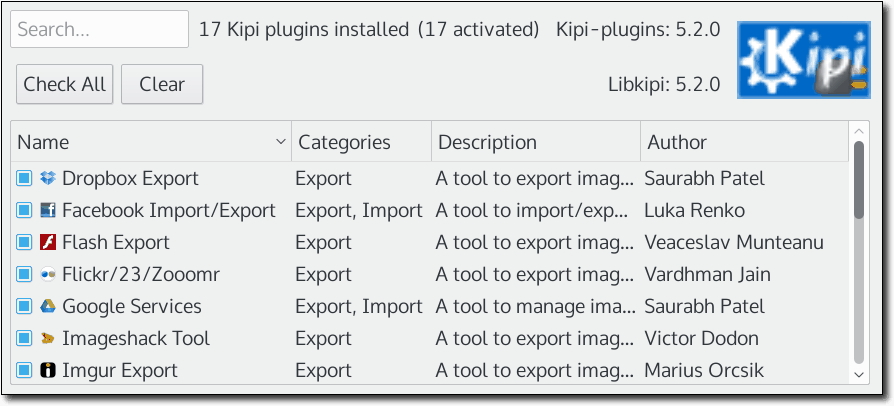 Search... 17 Kipi plugins installed (17 activated) Kipi-plugins: 5.2.0
Kipi
Check All Clear Libkipi: 5.2.0
Name Categories Description Author
Dropbox Export Export A tool to export imag... Saurabh Patel
Facebook Import/Export Export, Import A tool to import/exp... Luka Renko
Flash Export Export A tool to export imag... Veaceslav Munteanu
Flickr/23/Zooomr Export A tool to export imag... Vardhman Jain
Google Services Export, Import A tool to manage ima... Saurabh Patel
Imageshack Tool Export A tool to export imag... Victor Dodon
Imgur Export Export A tool to export imag... Marius Orcsik